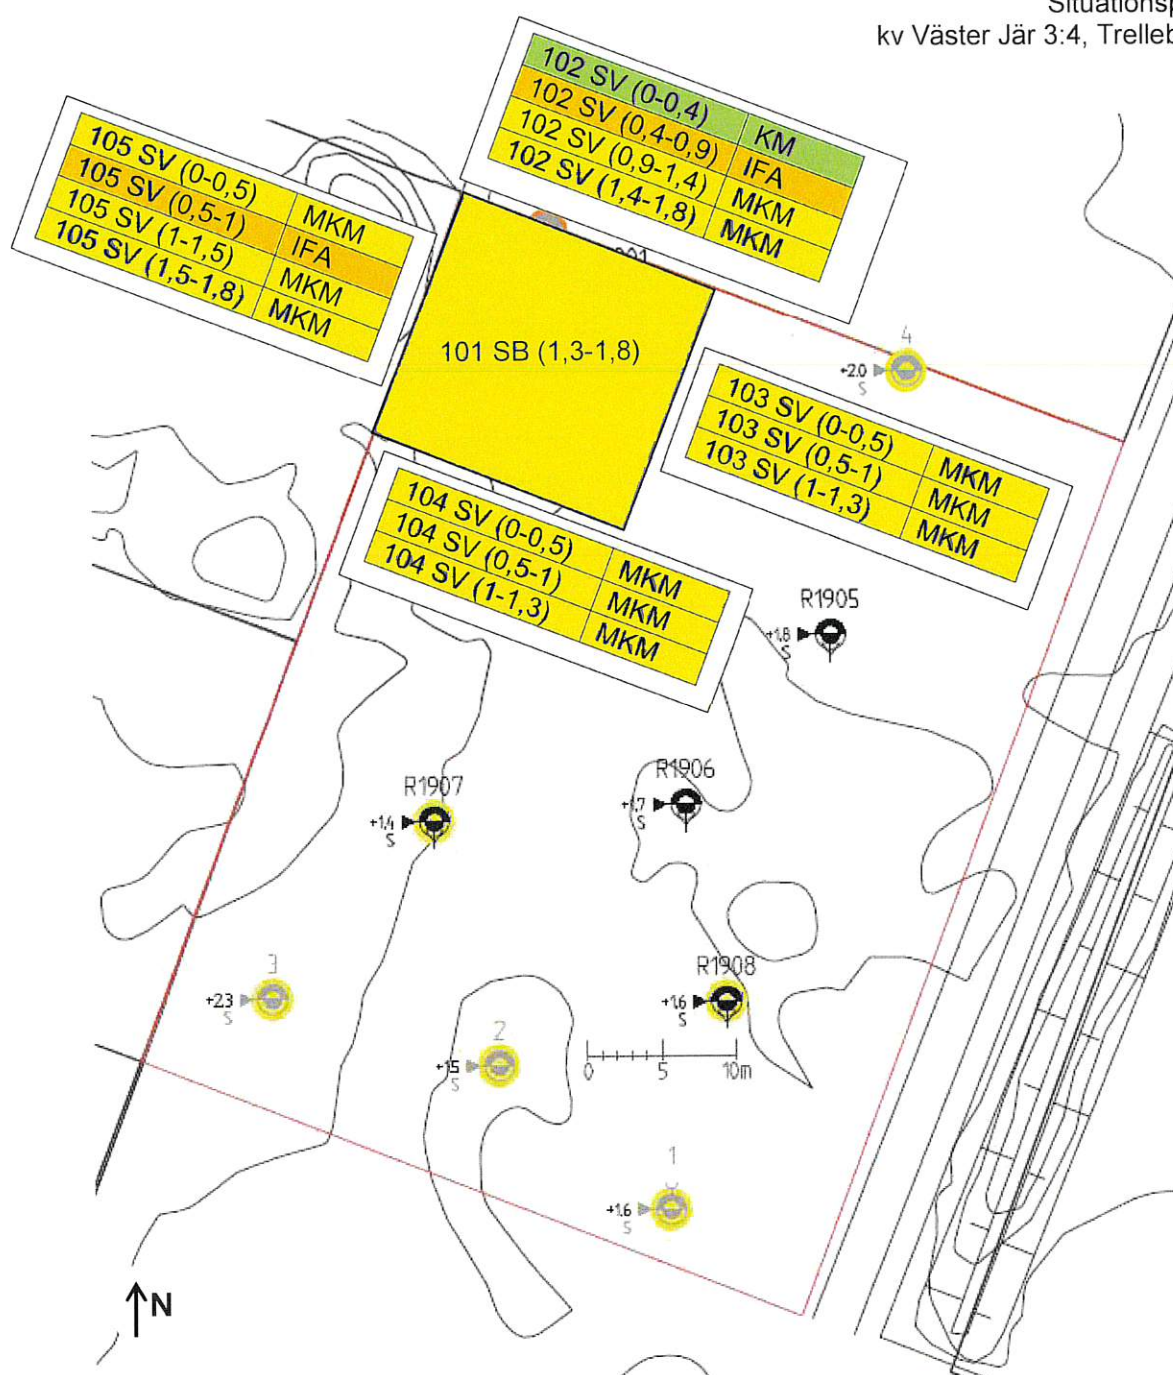 kv Väster Jär 3:4,
102 SV (0-0,4) KM
102 SV (0,4-0,9) IFA
102 SV (0,9-1,4) MKM
102 SV (1,4-1,8) MKM
105 SV (0-0,5) MKM
105 SV (0,5-1) IFA
105 SV (1-1,5) MKM
105 SV (1,5-1,8) MKM
101 SB (1,3-1,8)
4
+2.0
S
103 SV (0-0,5) MKM
103 SV (0,5-1) MKM
103 SV (1-1,3) MKM
104 SV (0-0,5) MKM
104 SV (0,5-1) MKM
104 SV (1-1,3) MKM
R1905
+1.8
S
R1906
+1.7
S
R1907
+1.4
S
3
+2.3
S
R1908
+1.6
S
2
+1.5
S
0 5 10m
1
+1.6
S
N